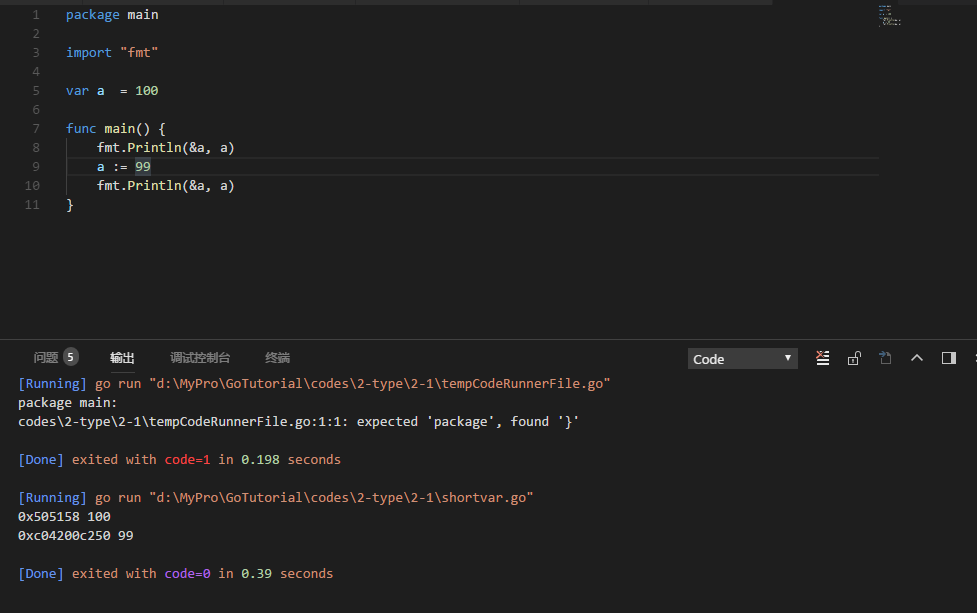 1 package main
2
3 import "fmt"
4
5 var a  = 100
6
7 func main() {
8     fmt.Println(&a, a)
9     a := 99
10     fmt.Println(&a, a)
11 }
问题 5 输出 调试控制台 终端 Code
[Running] go run "d:\MyPro\GoTutorial\codes\2-type\2-1\tempCodeRunnerFile.go"
package main:
codes\2-type\2-1\tempCodeRunnerFile.go:1:1: expected 'package', found '}'
[Done] exited with code=1 in 0.198 seconds
[Running] go run "d:\MyPro\GoTutorial\codes\2-type\2-1\shortvar.go"
0x505158 100
0xc04200c250 99
[Done] exited with code=0 in 0.39 seconds